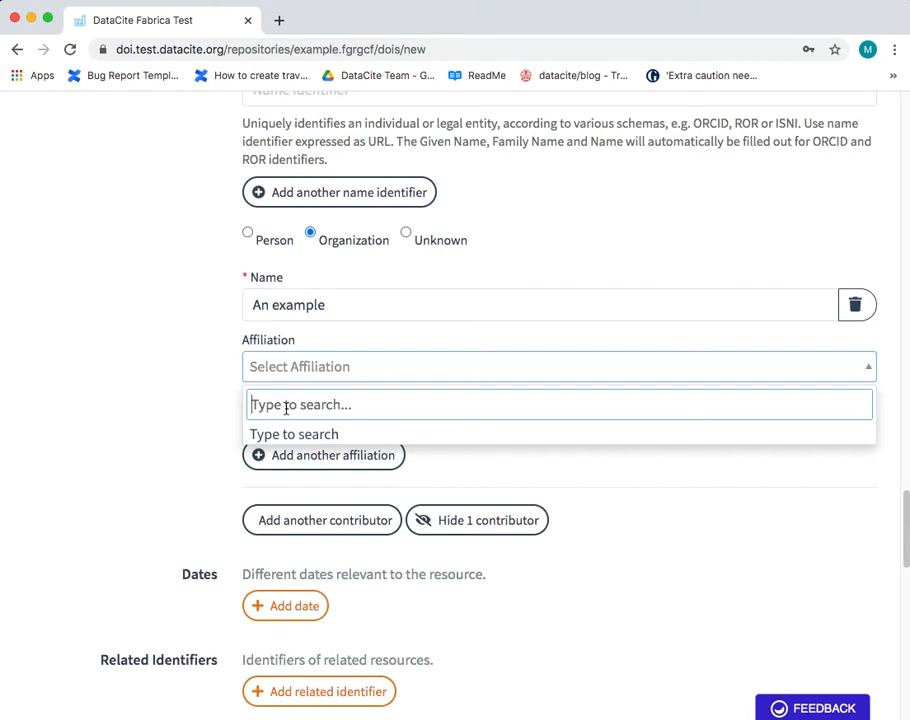 DataCite Fabrica Test
doi.test.datacite.org/repositories/example.fgrgcf/dois/new
M
Apps
Bug Report Templ...
How to create trav...
DataCite Team - G...
ReadMe
datacite/blog - Tr...
'Extra caution nee...
»
Name Identifier
Uniquely identifies an individual or legal entity, according to various schemas, e.g. ORCID, ROR or ISNI. Use name
identifier expressed as URL. The Given Name, Family Name and Name will automatically be filled out for ORCID and
ROR identifiers.
Add another name identifier
Person
Organization
Unknown
* Name
An example
Affiliation
Select Affiliation
Type to search...
Type to search
Add another affiliation
Add another contributor
Hide 1 contributor
Dates
Different dates relevant to the resource.
+ Add date
Related Identifiers
Identifiers of related resources.
+ Add related identifier
FEEDBACK